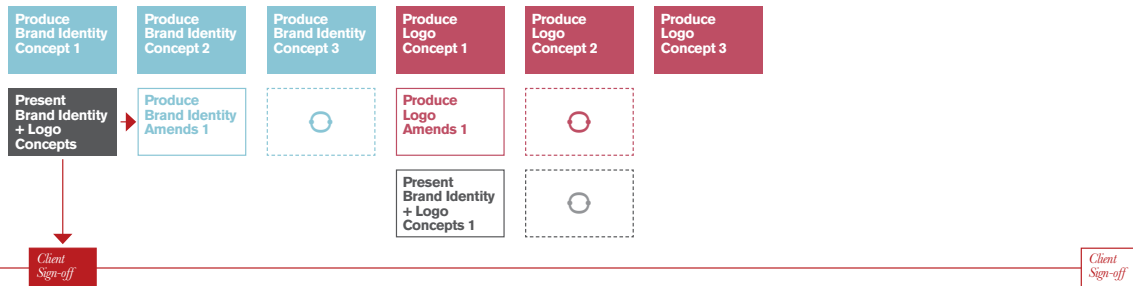 Produce
Brand Identity
Concept 1
Produce
Brand Identity
Concept 2
Produce
Brand Identity
Concept 3
Produce
Logo
Concept 1
Produce
Logo
Concept 2
Produce
Logo
Concept 3
Present
Brand Identity
+ Logo
Concepts
Produce
Brand Identity
Amends 1
Produce
Logo
Amends 1
Present
Brand Identity
+ Logo
Concepts 1
Client
Sign-off
Client
Sign-off